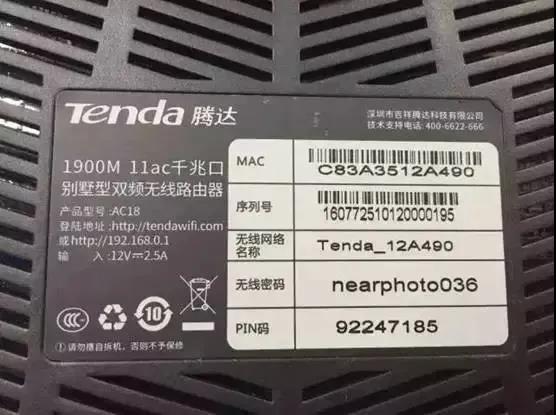 Tenda 腾达
深圳市吉祥腾达科技有限公司
技术支持电话: 400-6622-666
1900M 11ac千兆口
别墅型双频无线路由器
产品型号:AC18
登陆地址:http://tendawifi.com
或http://192.168.0.1
输 入:12V⎓2.5A
MAC
C83A3512A490
序列号
160772510120000195
无线网络
名称
Tenda_12A490
无线密码
nearphoto036
PIN码
92247185
CCC
10
请勿擅自拆机，否则不予保修